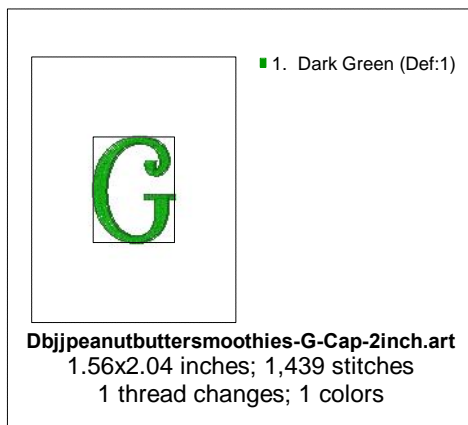 1. Dark Green (Def:1)
G
Dbjjpeanutbuttersmoothies-G-Cap-2inch.art
1.56x2.04 inches; 1,439 stitches
1 thread changes; 1 colors